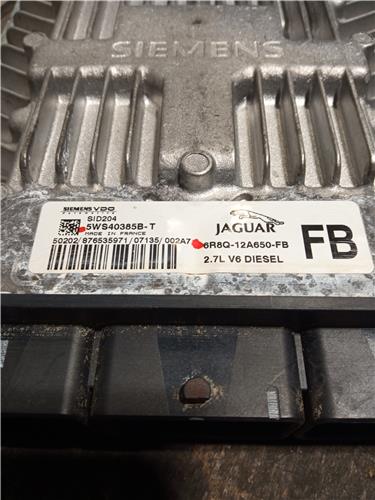 SIEMENS
SIEMENS VDO
Automotive
SID204
5WS40385B-T
MADE IN FRANCE
50202/876535971/07135/002A7
JAGUAR
6R8Q-12A650-FB
2.7L V6 DIESEL
FB